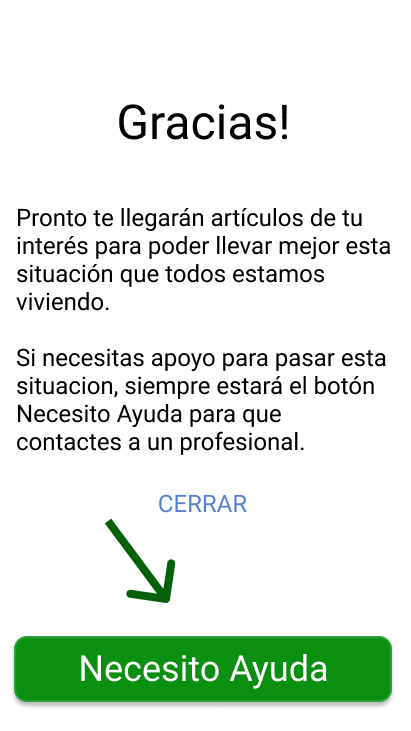 Gracias!
Pronto te llegarán artículos de tu
interés para poder llevar mejor esta
situación que todos estamos
viviendo.
Si necesitas apoyo para pasar esta
situacion, siempre estará el botón
Necesito Ayuda para que
contactes a un profesional.
CERRAR
Necesito Ayuda